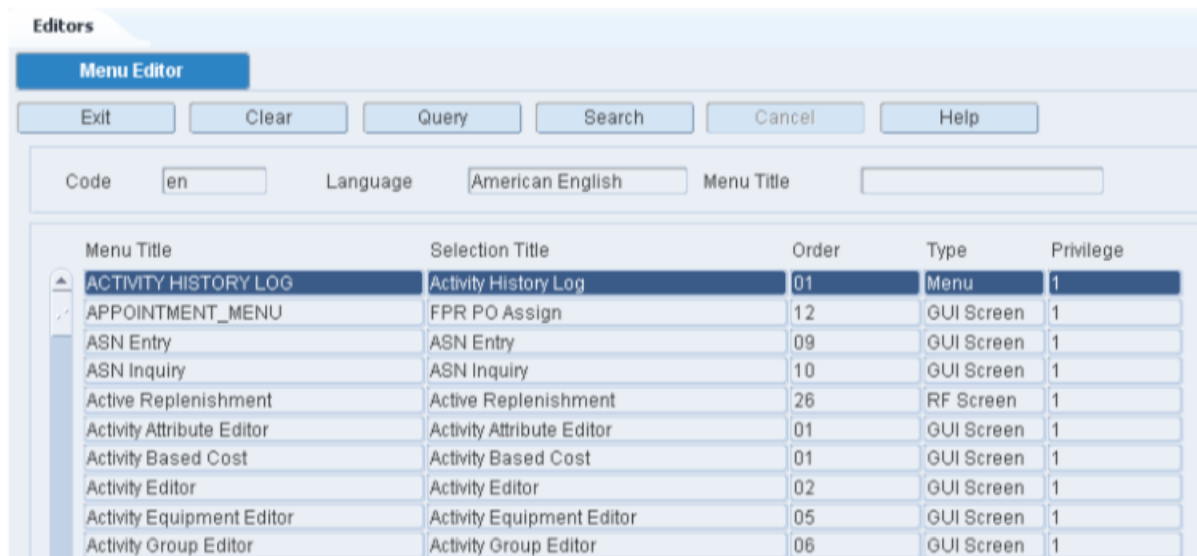 Editors
Menu Editor
Exit Clear Query Search Cancel Help
Code en Language American English Menu Title
Menu Title Selection Title Order Type Privilege
ACTIVITY HISTORY LOG Activity History Log 01 Menu 1
APPOINTMENT_MENU FPR PO Assign 12 GUI Screen 1
ASN Entry ASN Entry 09 GUI Screen 1
ASN Inquiry ASN Inquiry 10 GUI Screen 1
Active Replenishment Active Replenishment 26 RF Screen 1
Activity Attribute Editor Activity Attribute Editor 01 GUI Screen 1
Activity Based Cost Activity Based Cost 01 GUI Screen 1
Activity Editor Activity Editor 02 GUI Screen 1
Activity Equipment Editor Activity Equipment Editor 05 GUI Screen 1
Activity Group Editor Activity Group Editor 06 GUI Screen 1